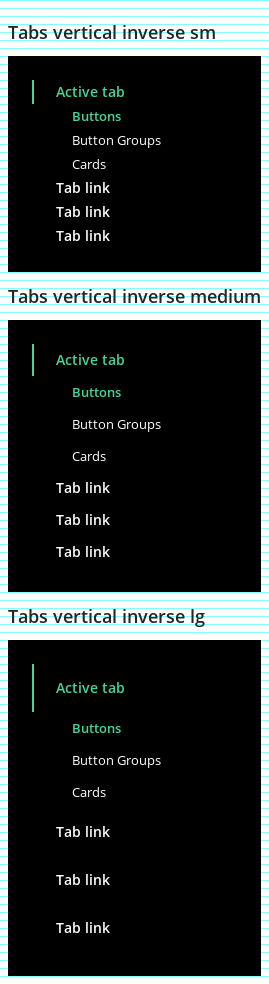 Tabs vertical inverse sm
Active tab
Buttons
Button Groups
Cards
Tab link
Tab link
Tab link
Tabs vertical inverse medium
Active tab
Buttons
Button Groups
Cards
Tab link
Tab link
Tab link
Tabs vertical inverse lg
Active tab
Buttons
Button Groups
Cards
Tab link
Tab link
Tab link